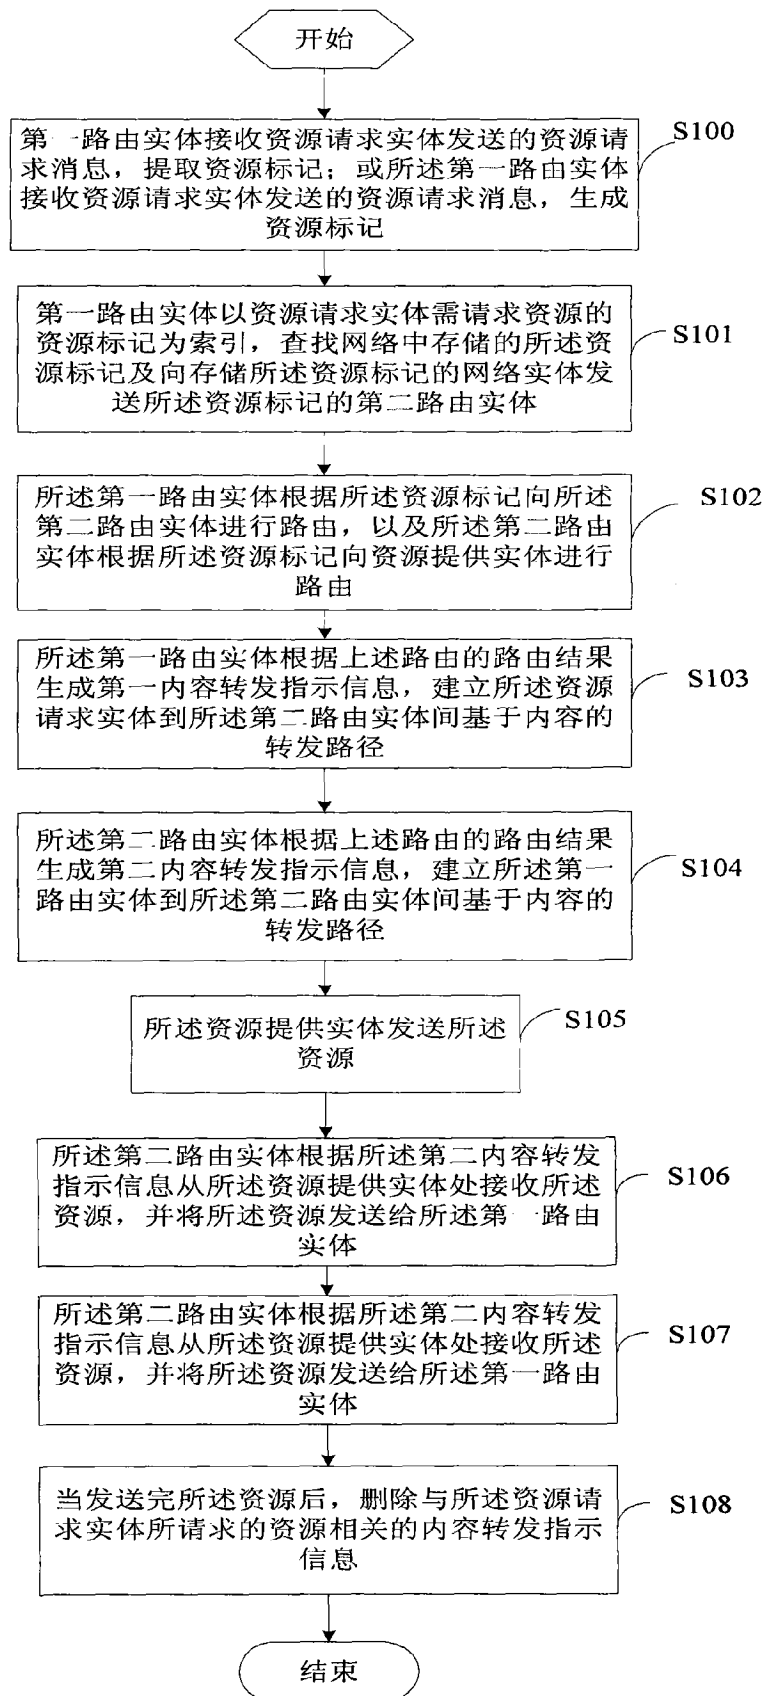 开始
第一路由实体接收资源请求实体发送的资源请
求消息，提取资源标记；或所述第一路由实体
接收资源请求实体发送的资源请求消息，生成
资源标记
S100
第一路由实体以资源请求实体需请求资源的
资源标记为索引，查找网络中存储的所述资
源标记及向存储所述资源标记的网络实体发
送所述资源标记的第二路由实体
S101
所述第一路由实体根据所述资源标记向所述
第二路由实体进行路由，以及所述第二路由
实体根据所述资源标记向资源提供实体进行
路由
S102
所述第一路由实体根据上述路由的路由结果
生成第一内容转发指示信息，建立所述资源
请求实体到所述第二路由实体间基于内容的
转发路径
S103
所述第二路由实体根据上述路由的路由结果
生成第二内容转发指示信息，建立所述第一
路由实体到所述第二路由实体间基于内容的
转发路径
S104
所述资源提供实体发送所述
资源
S105
所述第二路由实体根据所述第二内容转发
指示信息从所述资源提供实体处接收所述
资源，并将所述资源发送给所述第一路由
实体
S106
所述第二路由实体根据所述第二内容转发
指示信息从所述资源提供实体处接收所述
资源，并将所述资源发送给所述第一路由
实体
S107
当发送完所述资源后，删除与所述资源请
求实体所请求的资源相关的内容转发指示
信息
S108
结束